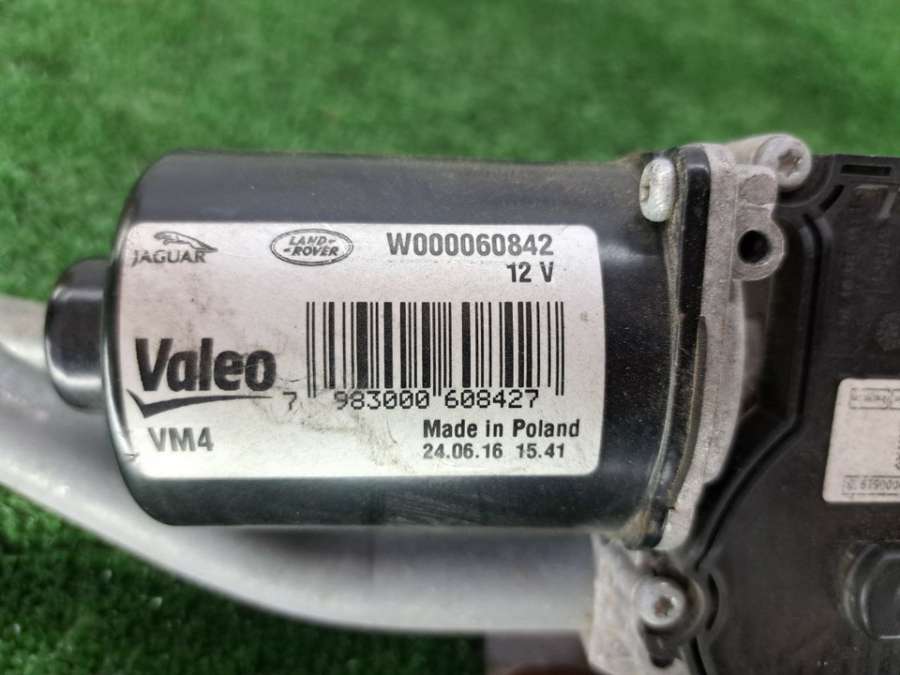 JAGUAR
LAND-
ROVER
W000060842
12 V
Valeo
7 983000 608427
VM4
Made in Poland
24.06.16 15.41